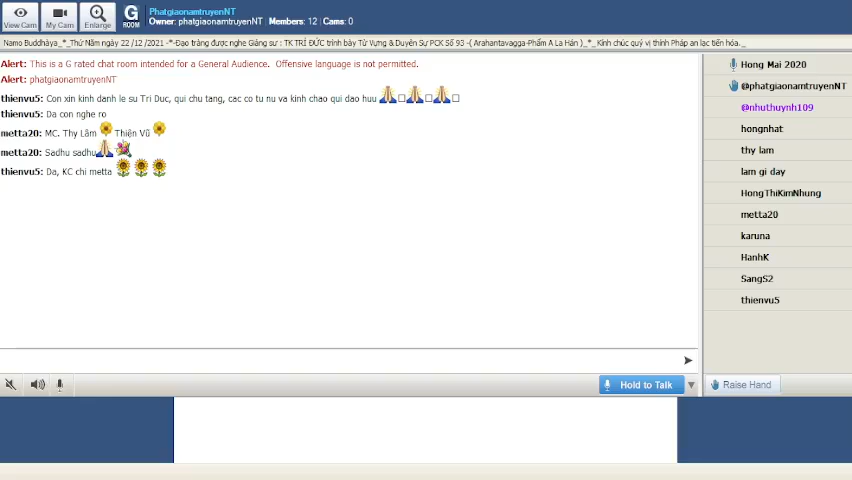 View Cam
My Cam
Enlarge
G
ROOM
PhatgiaonamtruyenNT
Owner: phatgiaonamtruyenNT | Members: 12 | Cams: 0
Namo Buddhàya_*_Thứ Năm ngày 22 /12 /2021 -*-Đạo tràng được nghe Giảng sư : TK TRÍ ĐỨC trình bày Từ Vựng & Duyên Sự PCK Số 93 -( Arahantavagga-Phẩm A La Hán )_*_ Kính chúc quý vị thính Pháp an lạc tiến hóa._
Alert: This is a G rated chat room intended for a General Audience. Offensive language is not permitted.
Alert: phatgiaonamtruyenNT
thienvu5: Con xin kinh danh le su Tri Duc, qui chu tang, cac co tu nu va kinh chao qui dao huu
thienvu5: Da con nghe ro
metta20: MC. Thy Lâm Thiện Vũ
metta20: Sadhu sadhu
thienvu5: Da, KC chi metta
Hong Mai 2020
@phatgiaonamtruyenNT
@nhuthuynh109
hongnhat
thy lam
lam gi day
HongThiKimNhung
metta20
karuna
HanhK
SangS2
thienvu5
Hold to Talk
Raise Hand